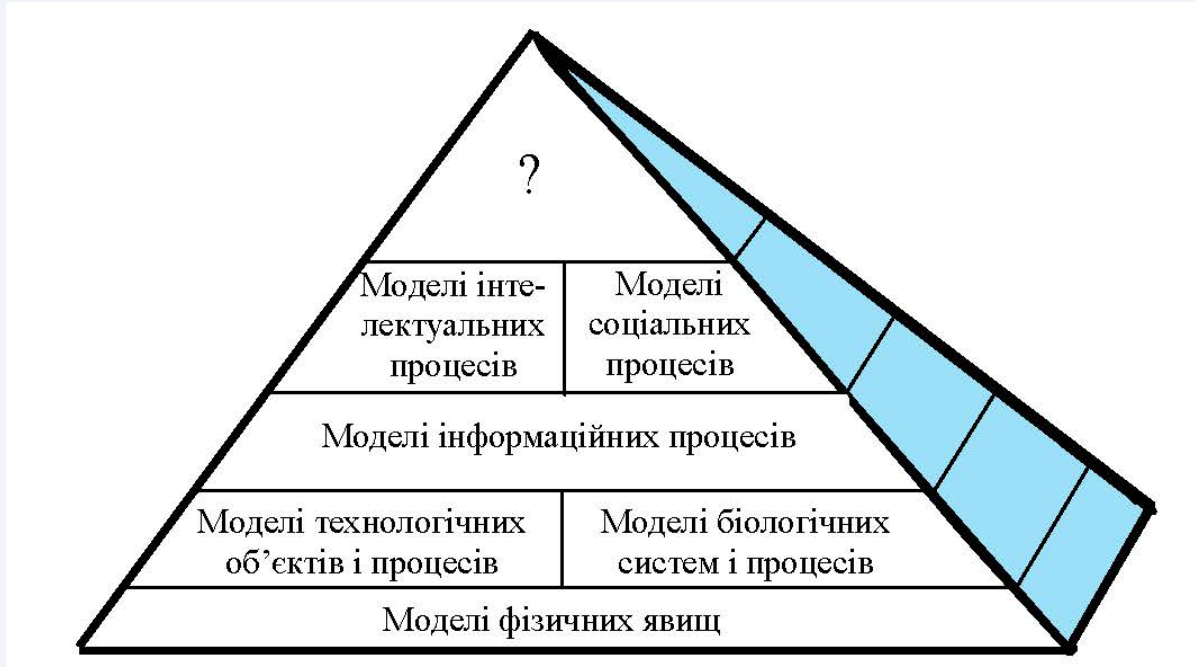 ?
Моделі інте-
лектуальних
процесів
Моделі
соціальних
процесів
Моделі інформаційних процесів
Моделі технологічних
об’єктів і процесів
Моделі біологічних
систем і процесів
Моделі фізичних явищ